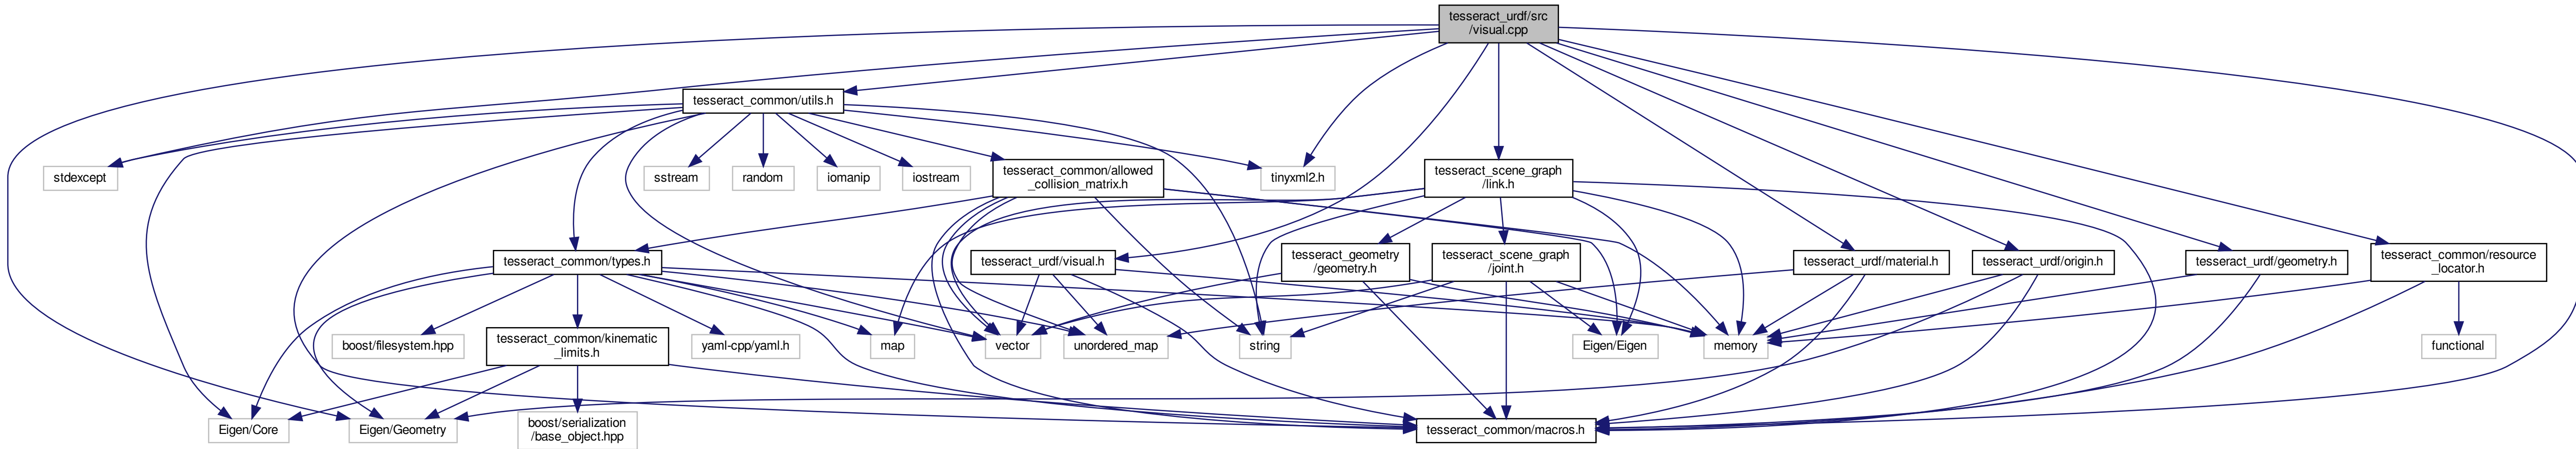 tesseract_urdf/src
/visual.cpp
tesseract_common/utils.h
stdexcept
sstream
random
iomanip
iostream
tesseract_common/allowed
_collision_matrix.h
tinyxml2.h
tesseract_scene_graph
/link.h
tesseract_common/types.h
tesseract_urdf/visual.h
tesseract_geometry
/geometry.h
tesseract_scene_graph
/joint.h
tesseract_urdf/material.h
tesseract_urdf/origin.h
tesseract_urdf/geometry.h
tesseract_common/resource
_locator.h
boost/filesystem.hpp
tesseract_common/kinematic
_limits.h
yaml-cpp/yaml.h
map
vector
unordered_map
string
Eigen/Eigen
memory
functional
Eigen/Core
Eigen/Geometry
boost/serialization
/base_object.hpp
tesseract_common/macros.h